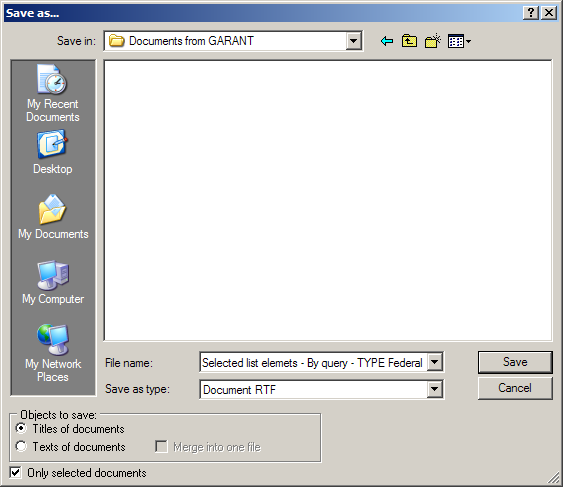 Save as...
Save in:
Documents from GARANT
My Recent
Documents
Desktop
My Documents
My Computer
My Network
Places
File name:
Selected list elemets - By query - TYPE Federal
Save
Save as type:
Document RTF
Cancel
Objects to save:
Titles of documents
Texts of documents
Merge into one file
Only selected documents